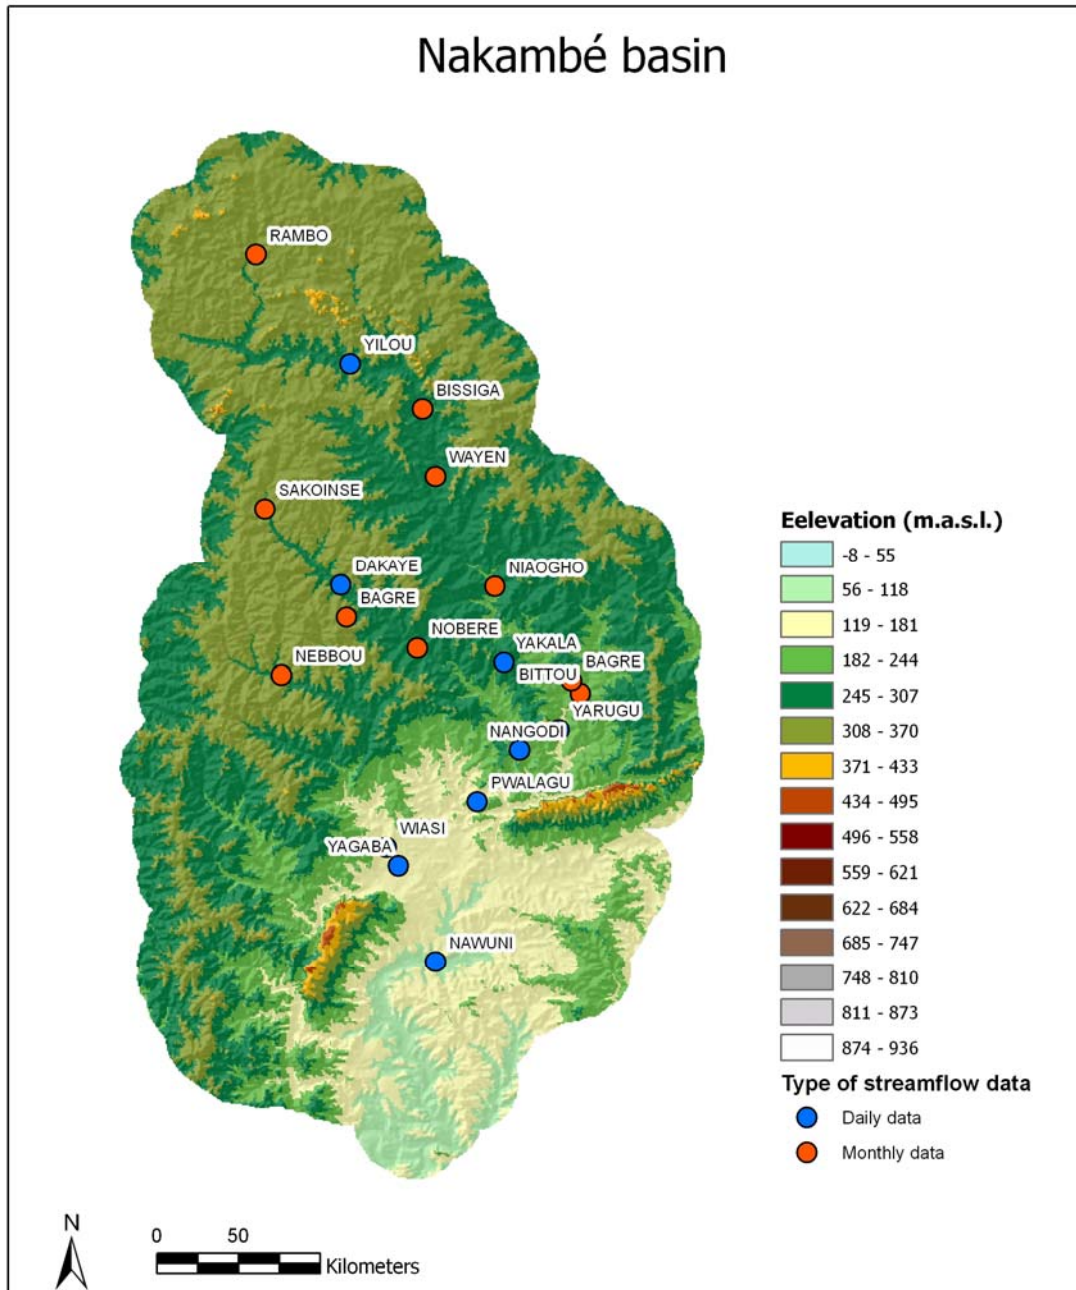 Nakambé basin
RAMBO
YILOU
BISSIGA
WAYEN
SAKOINSE
DAKAYE
NIAOGHO
BAGRE
NOBERE
YAKALA
BAGRE
NEBBOU
BITTOU
YARUGU
NANGODI
PWALAGU
WIASI
YAGABA
NAWUNI
Eelevation (m.a.s.l.)
-8 - 55
56 - 118
119 - 181
182 - 244
245 - 307
308 - 370
371 - 433
434 - 495
496 - 558
559 - 621
622 - 684
685 - 747
748 - 810
811 - 873
874 - 936
Type of streamflow data
Daily data
Monthly data
N
0 50
Kilometers